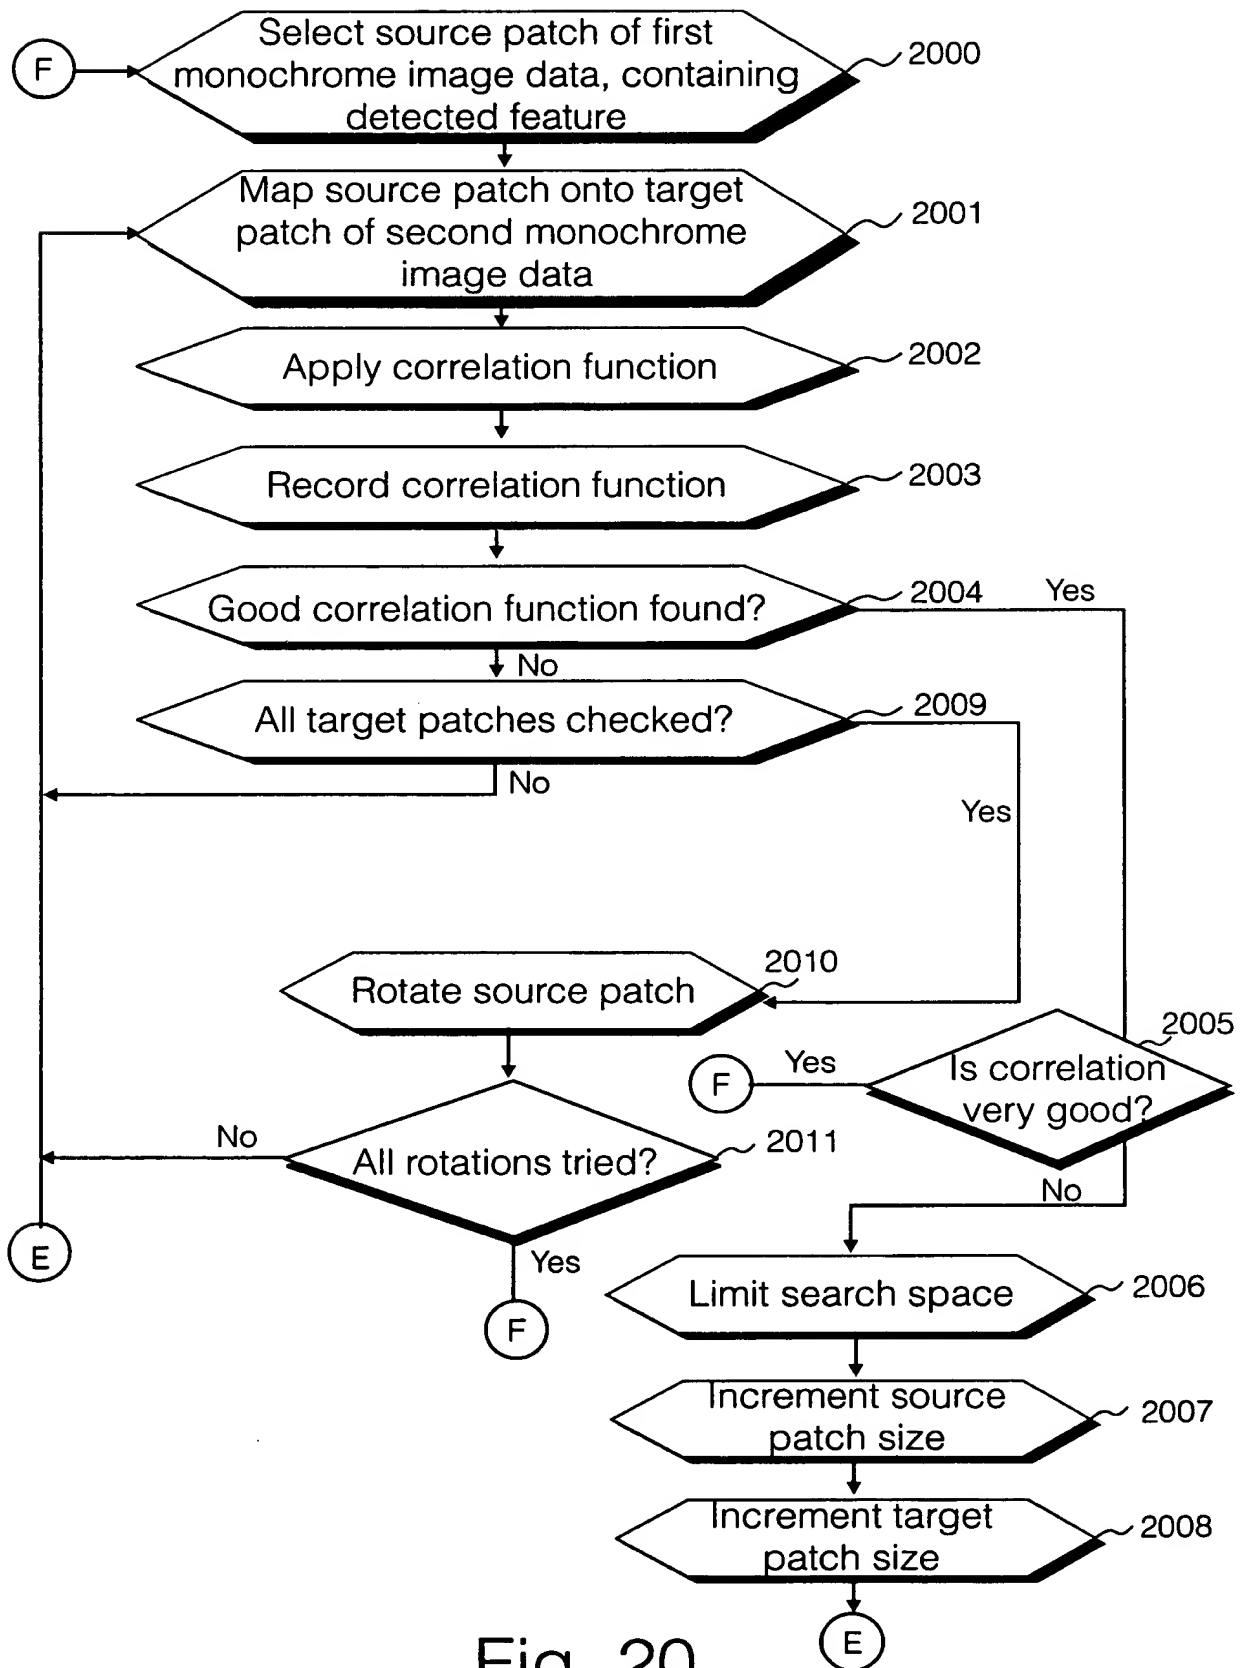 F
Select source patch of first
monochrome image data, containing
detected feature
2000
Map source patch onto target
patch of second monochrome
image data
2001
Apply correlation function
2002
Record correlation function
2003
Good correlation function found?
2004
Yes
No
All target patches checked?
2009
No
Yes
Rotate source patch
2010
2005
Is correlation
very good?
Yes
F
No
All rotations tried?
2011
No
E
Yes
F
Limit search space
2006
Increment source
patch size
2007
Increment target
patch size
2008
E
Fig. 20